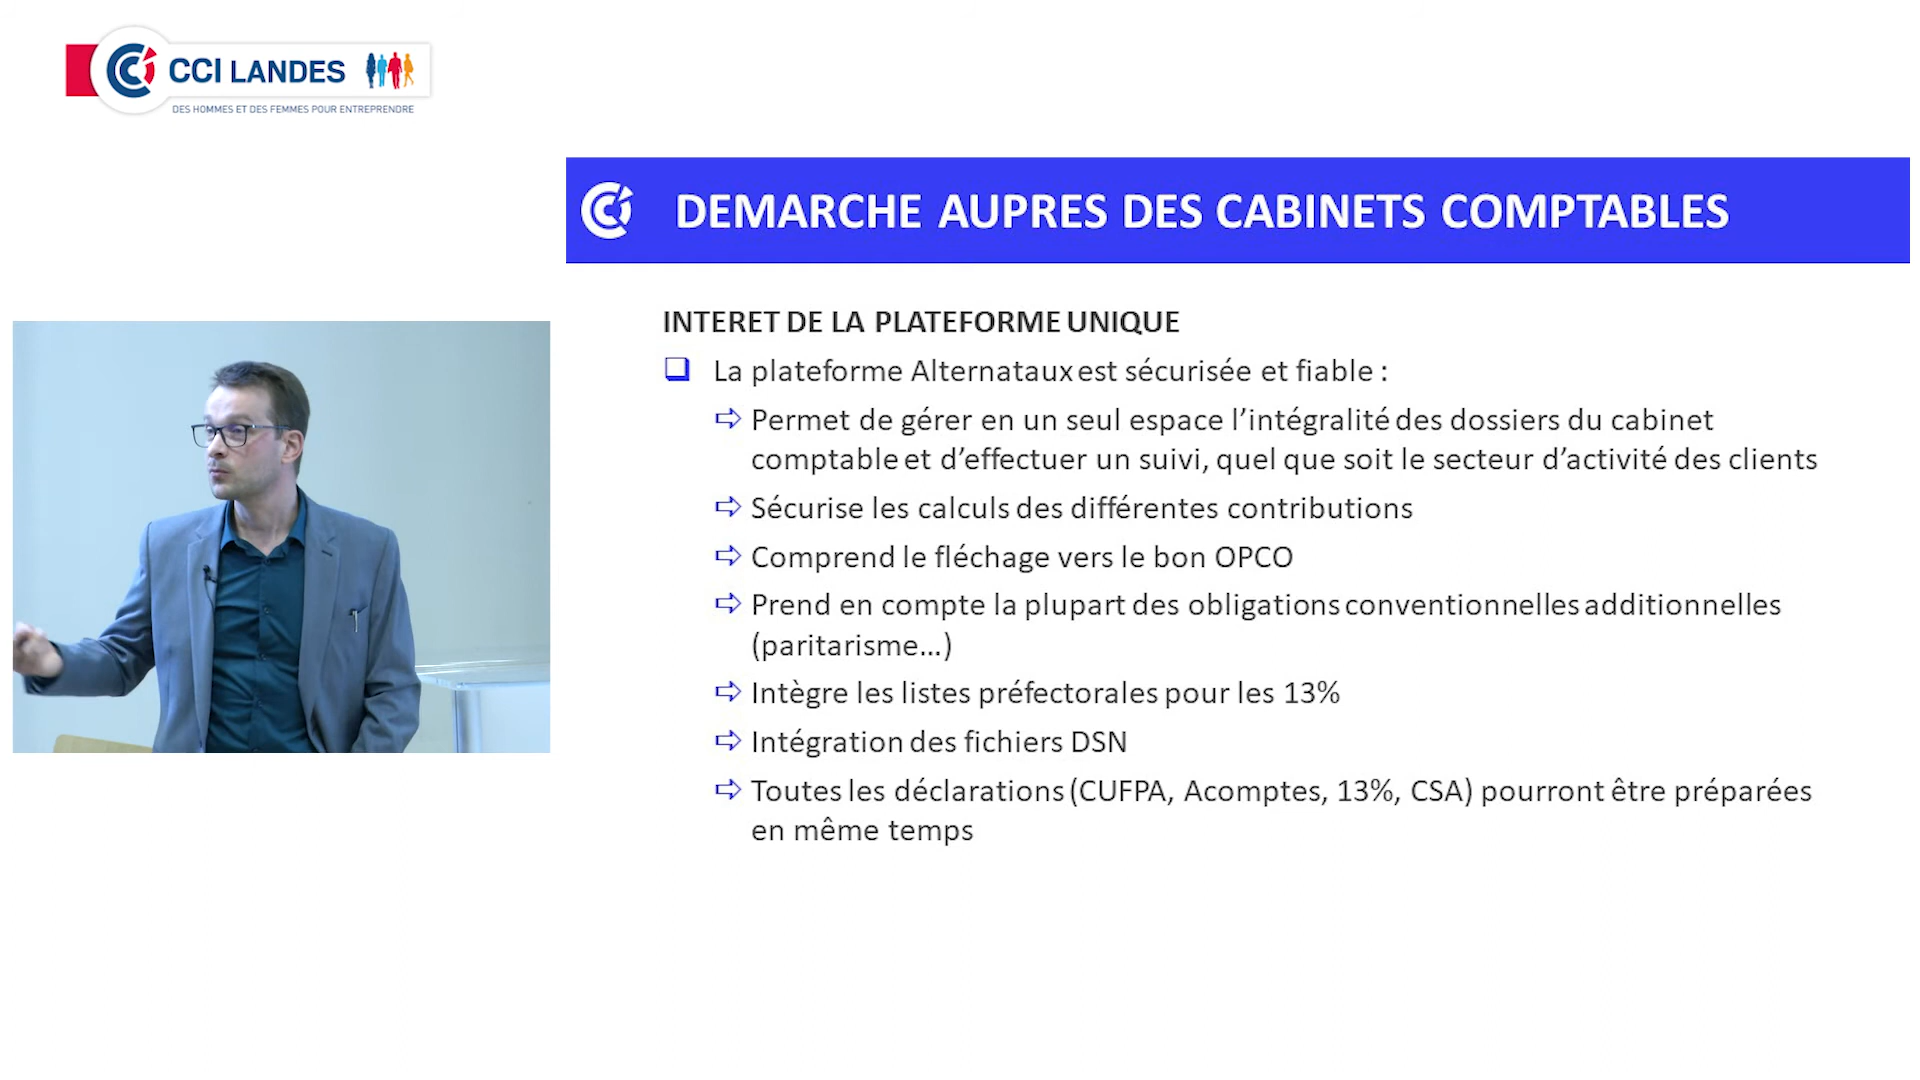 CCI LANDES
DES HOMMES ET DES FEMMES POUR ENTREPRENDRE
DEMARCHE AUPRES DES CABINETS COMPTABLES
INTERET DE LA PLATEFORME UNIQUE
La plateforme Alternataux est sécurisée et fiable :
Permet de gérer en un seul espace l’intégralité des dossiers du cabinet
comptable et d’effectuer un suivi, quel que soit le secteur d’activité des clients
Sécurise les calculs des différentes contributions
Comprend le fléchage vers le bon OPCO
Prend en compte la plupart des obligations conventionnelles additionnelles
(paritarisme…)
Intègre les listes préfectorales pour les 13%
Intégration des fichiers DSN
Toutes les déclarations (CUFPA, Acomptes, 13%, CSA) pourront être préparées
en même temps